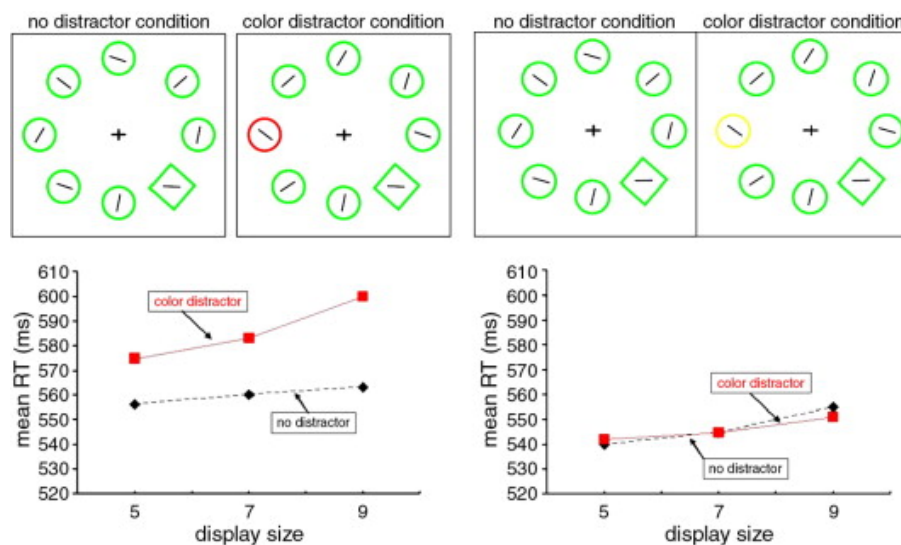 no distractor condition
color distractor condition
no distractor condition
color distractor condition
610
600
590
580
570
560
550
540
530
520
mean RT (ms)
color distractor
no distractor
5
7
9
display size
610
600
590
580
570
560
550
540
530
520
mean RT (ms)
color distractor
no distractor
5
7
9
display size